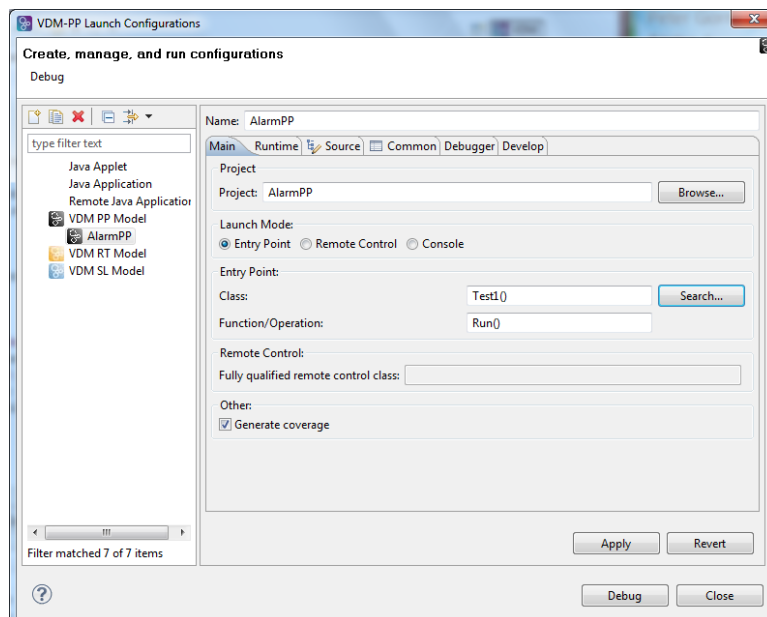 VDM-PP Launch Configurations
Create, manage, and run configurations
Debug
type filter text
Java Applet
Java Application
Remote Java Application
VDM PP Model
AlarmPP
VDM RT Model
VDM SL Model
Filter matched 7 of 7 items
Name: AlarmPP
Main Runtime Source Common Debugger Develop
Project
Project: AlarmPP Browse...
Launch Mode:
Entry Point Remote Control Console
Entry Point:
Class: Test1() Search...
Function/Operation: Run()
Remote Control:
Fully qualified remote control class:
Other:
Generate coverage
Apply Revert
Debug Close